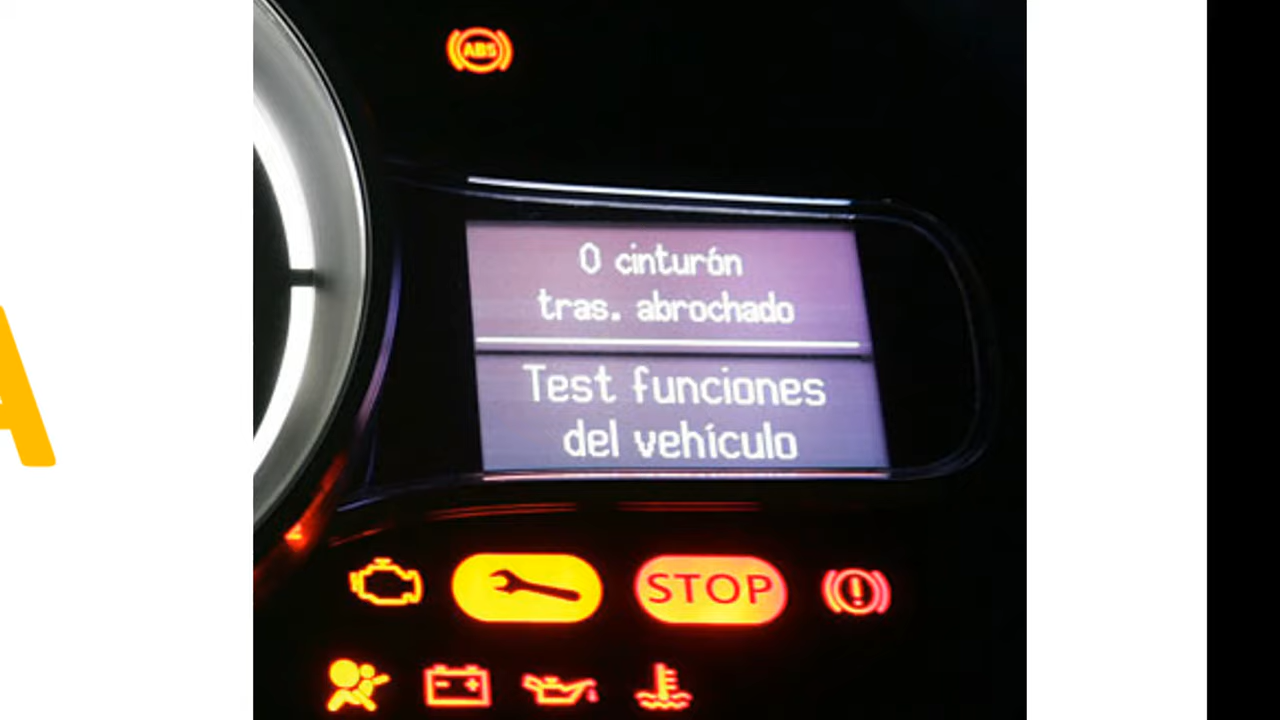 ABS
0 cinturón
tras. abrochado
Test funciones
del vehículo
STOP
A